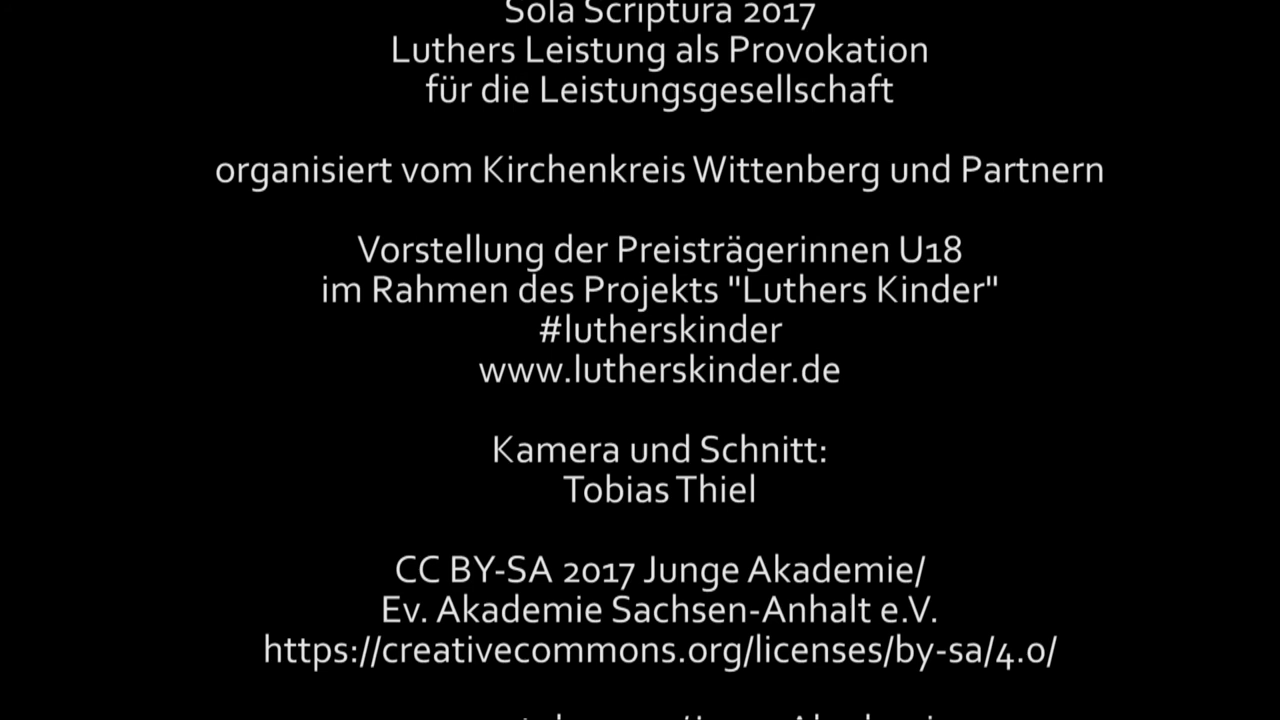 Sola Scriptura 2017
Luthers Leistung als Provokation
für die Leistungsgesellschaft
organisiert vom Kirchenkreis Wittenberg und Partnern
Vorstellung der Preisträgerinnen U18
im Rahmen des Projekts "Luthers Kinder"
#lutherskinder
www.lutherskinder.de
Kamera und Schnitt:
Tobias Thiel
CC BY-SA 2017 Junge Akademie/
Ev. Akademie Sachsen-Anhalt e.V.
https://creativecommons.org/licenses/by-sa/4.0/